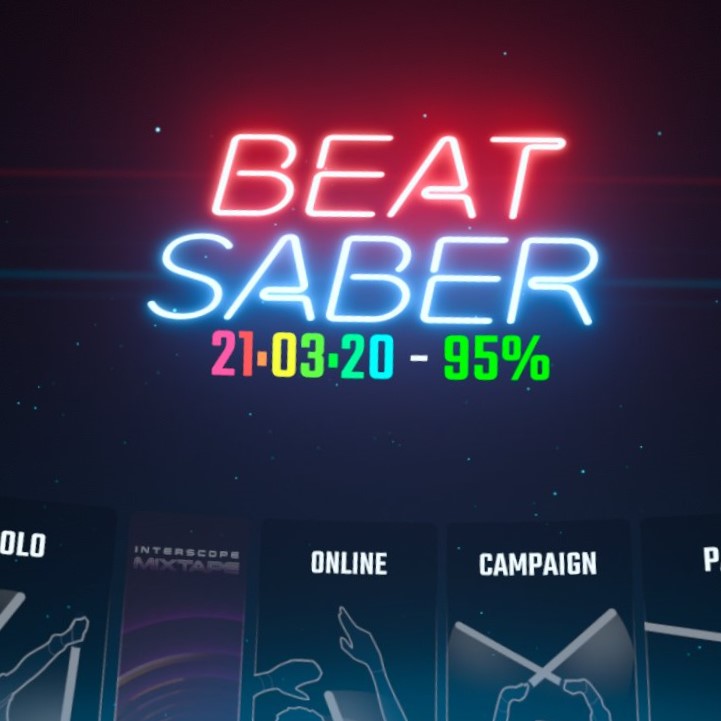 BEAT
SABER
21:03:20 - 95%
OLO
INTERSCOPE
MIXTAPE
ONLINE
CAMPAIGN
P